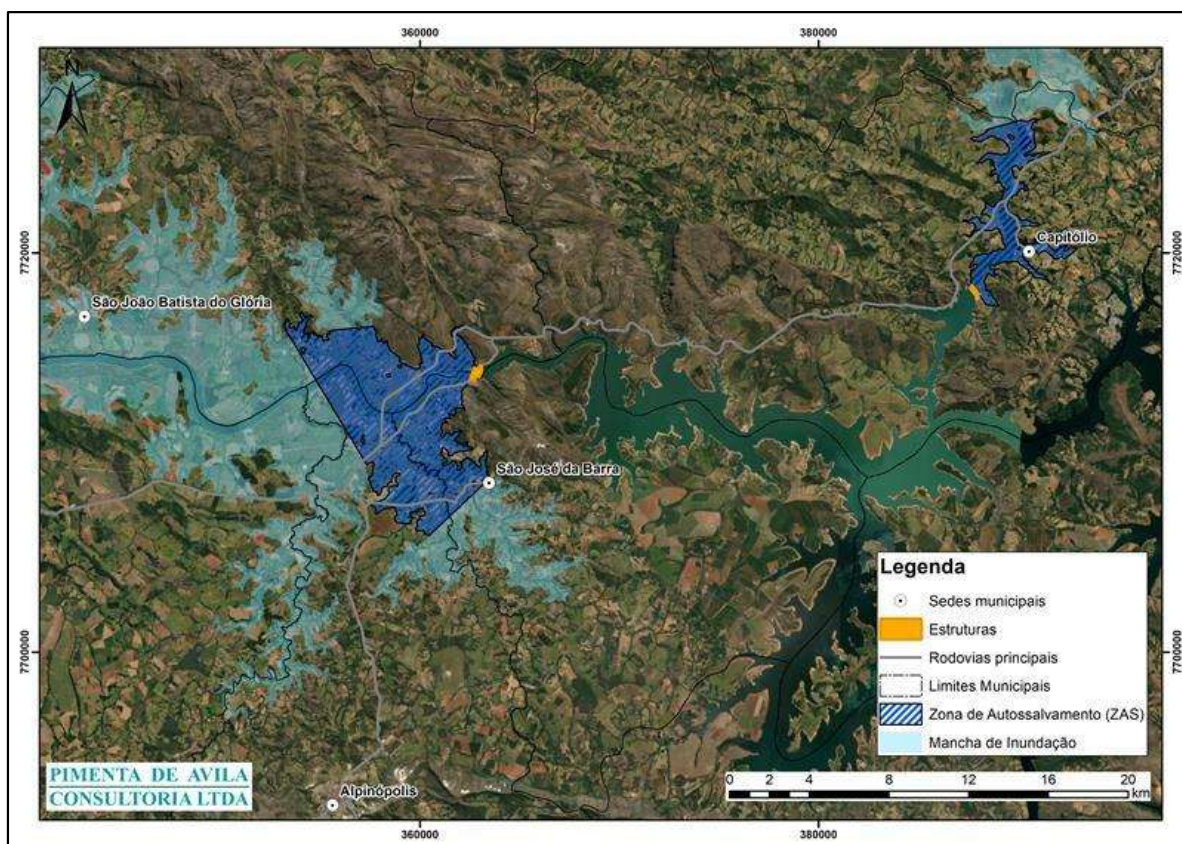 360000
380000
N
7720000
7720000
Capitólio
São João Batista do Glória
São José da Barra
Legenda
Sedes municipais
Estruturas
Rodovias principais
Limites Municipais
Zona de Autossalvamento (ZAS)
Mancha de Inundação
7700000
7700000
PIMENTA DE AVILA
CONSULTORIA LTDA
Alpinópolis
0 2 4 8 12 16 20
km
360000
380000